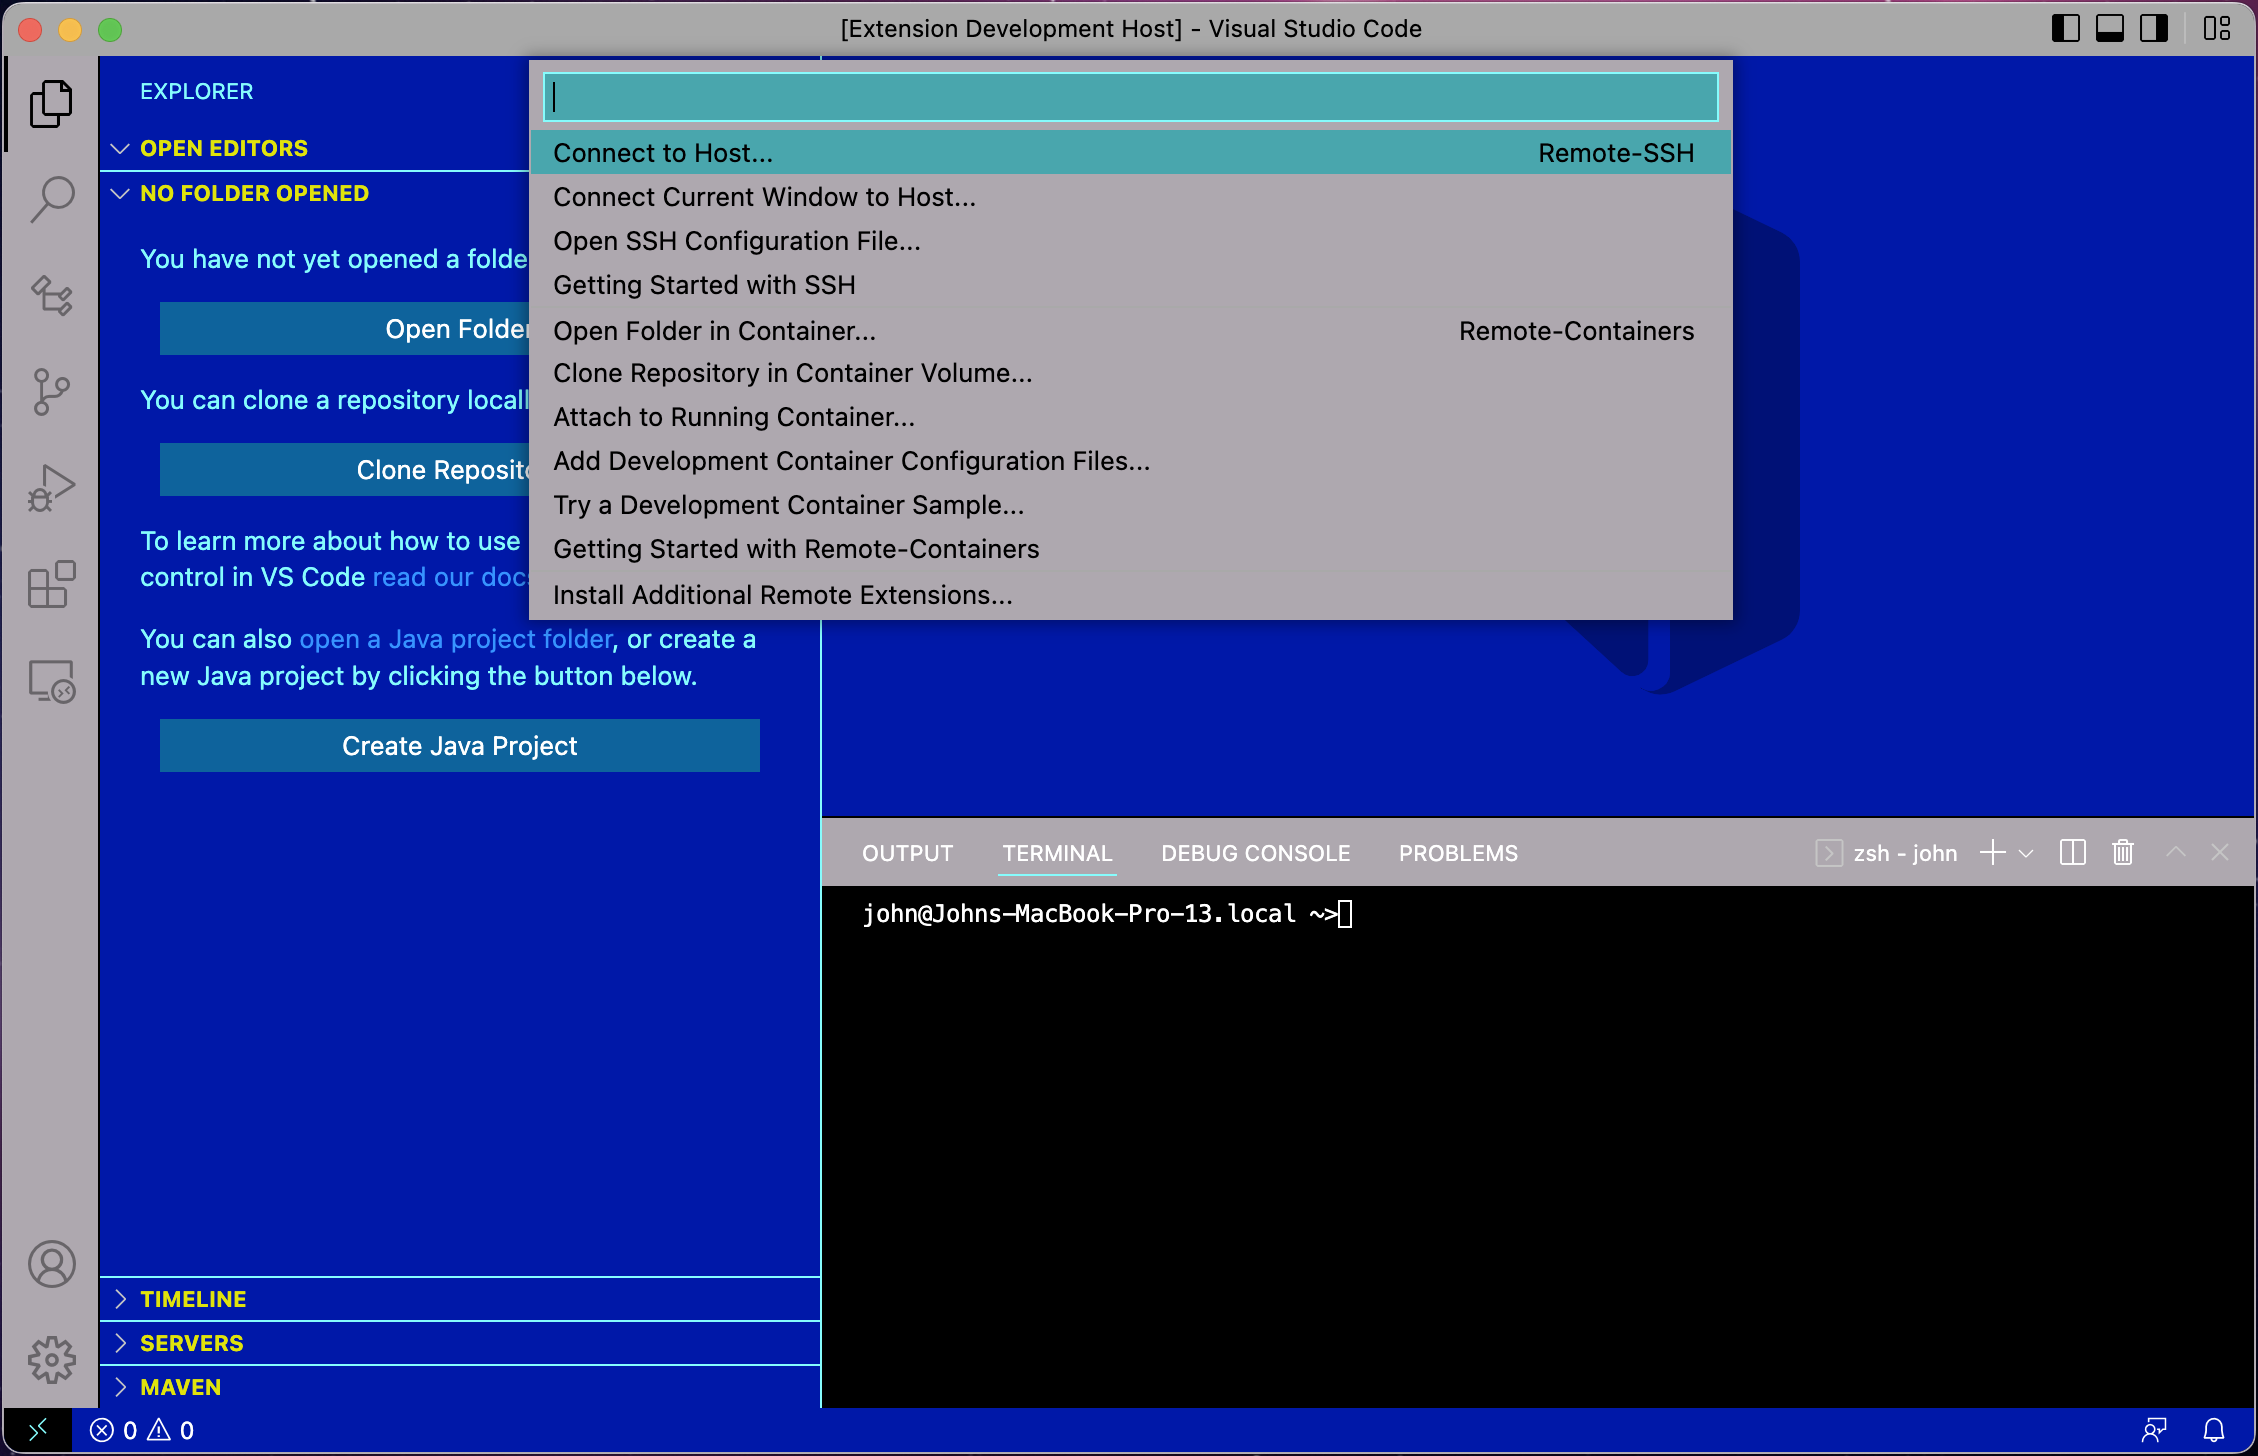 [Extension Development Host] - Visual Studio Code
EXPLORER
OPEN EDITORS
NO FOLDER OPENED
You have not yet opened a folde
Open Folder
You can clone a repository locall
Clone Reposito
To learn more about how to use
control in VS Code read our docs
You can also open a Java project folder, or create a
new Java project by clicking the button below.
Create Java Project
TIMELINE
SERVERS
MAVEN
Connect to Host... Remote-SSH
Connect Current Window to Host...
Open SSH Configuration File...
Getting Started with SSH
Open Folder in Container... Remote-Containers
Clone Repository in Container Volume...
Attach to Running Container...
Add Development Container Configuration Files...
Try a Development Container Sample...
Getting Started with Remote-Containers
Install Additional Remote Extensions...
OUTPUT TERMINAL DEBUG CONSOLE PROBLEMS zsh - john
john@Johns-MacBook-Pro-13.local ~>
0 0